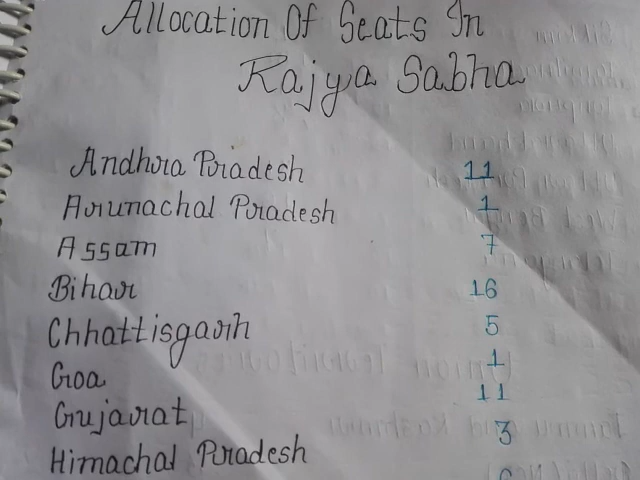 Allocation Of Seats In
Rajya Sabha
Andhra Pradesh 11
Arunachal Pradesh 1
Assam 7
Bihar 16
Chhattisgarh 5
Goa 1
Gujarat 11
Himachal Pradesh 3